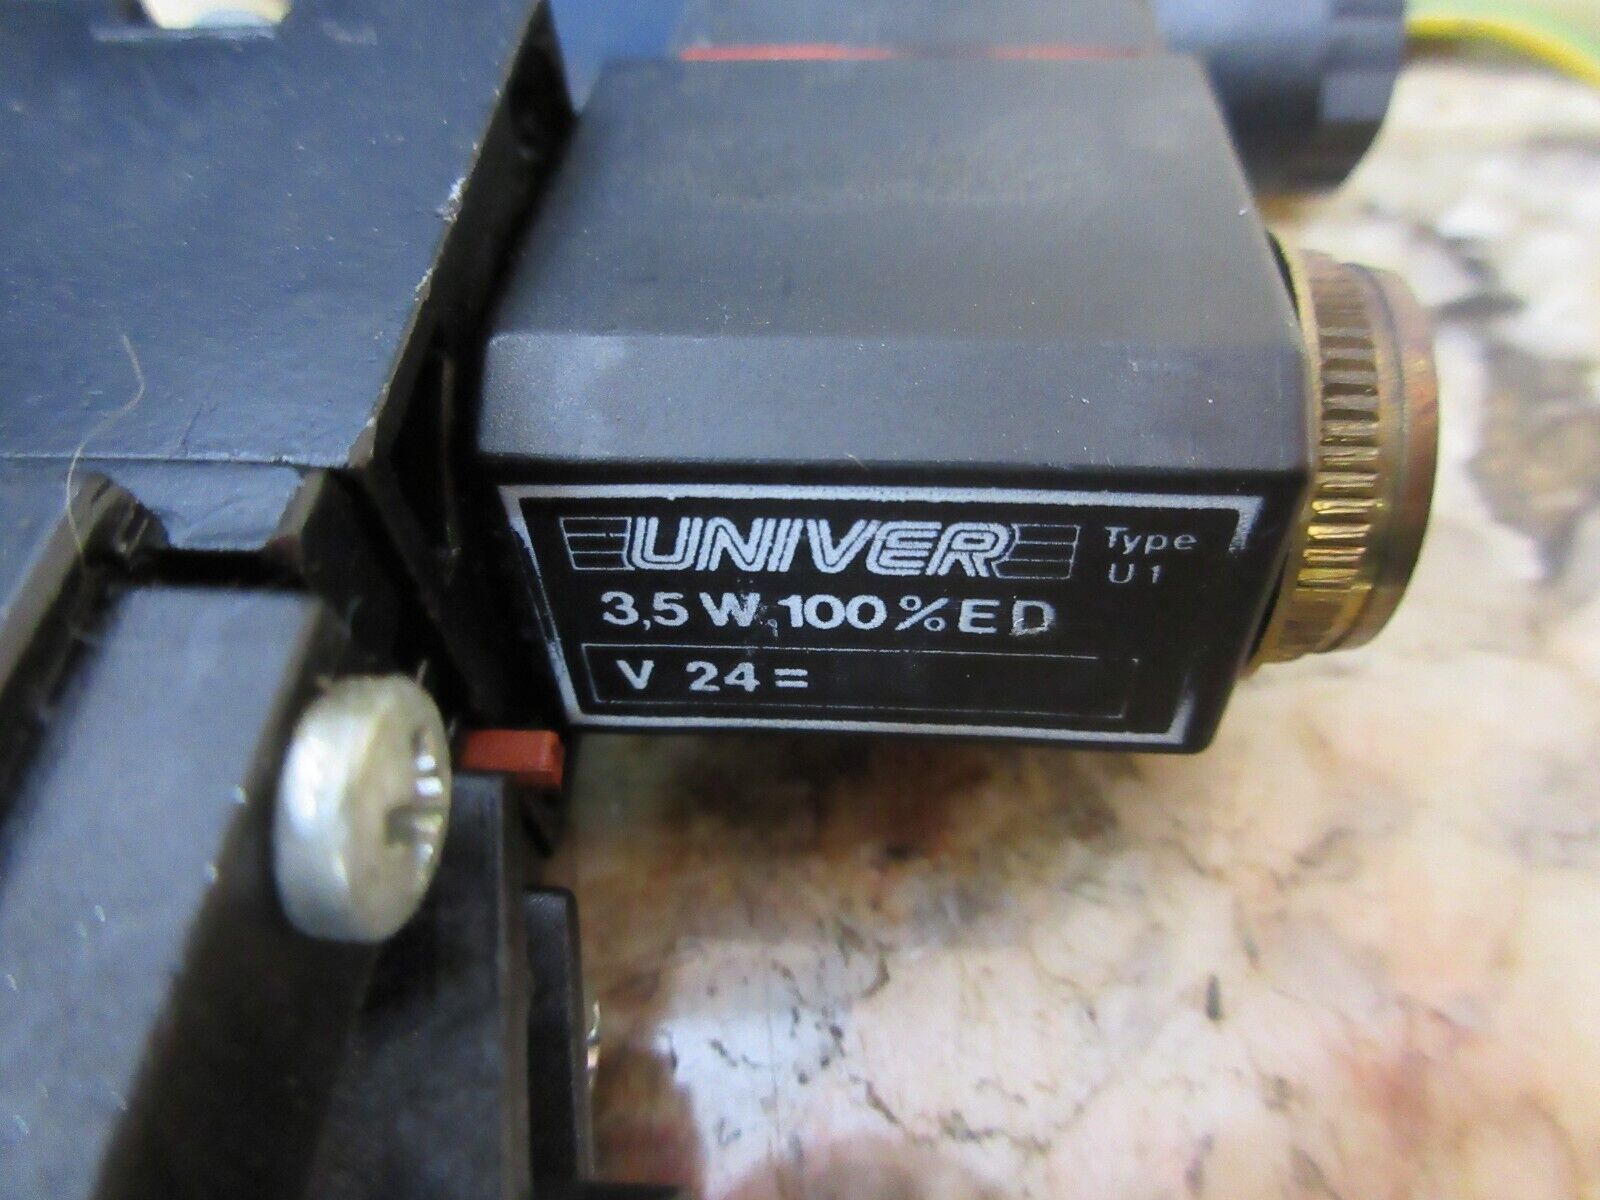 UNIVER Type
U1
3,5 W 100% ED
V 24=